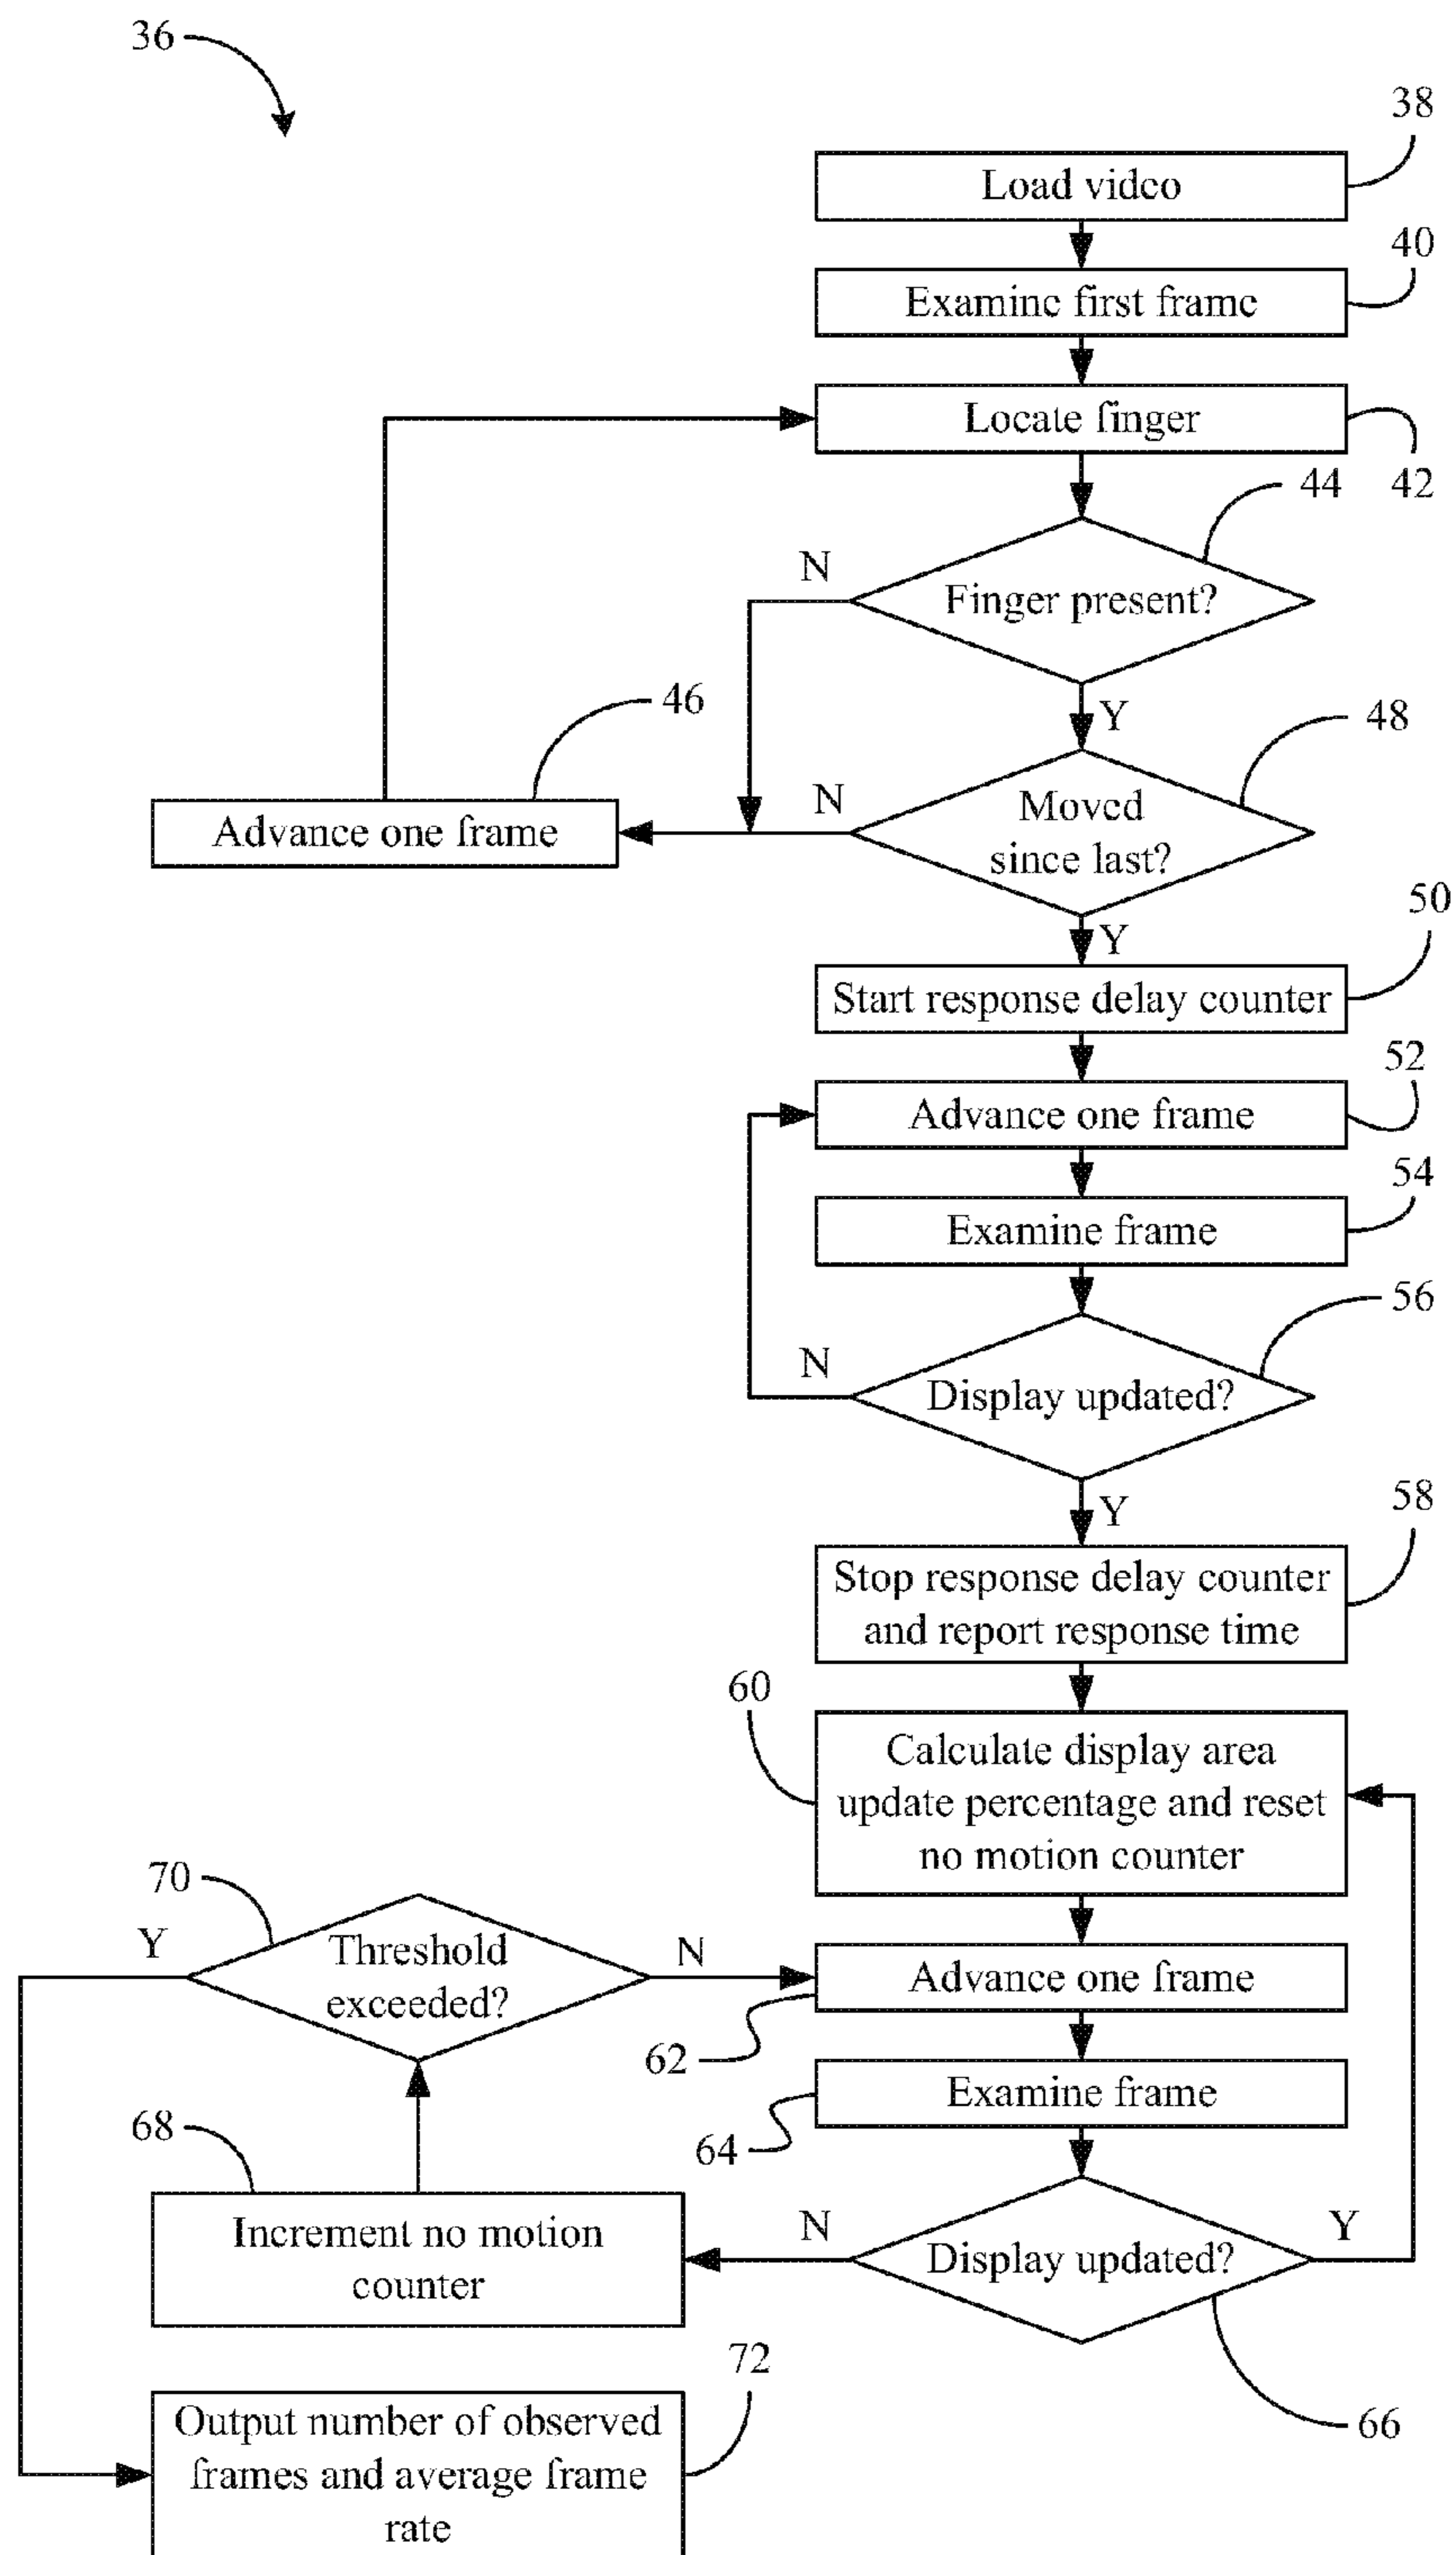 36
38
Load video
40
Examine first frame
Locate finger
42
44
Finger present?
N
Y
46
48
Advance one frame
N
Moved
since last?
Y
50
Start response delay counter
52
Advance one frame
54
Examine frame
56
N
Display updated?
Y
58
Stop response delay counter
and report response time
60
Calculate display area
update percentage and reset
no motion counter
70
Y
Threshold
exceeded?
N
Advance one frame
62
Examine frame
64
68
Increment no motion
counter
N
Display updated?
Y
66
72
Output number of observed
frames and average frame
rate